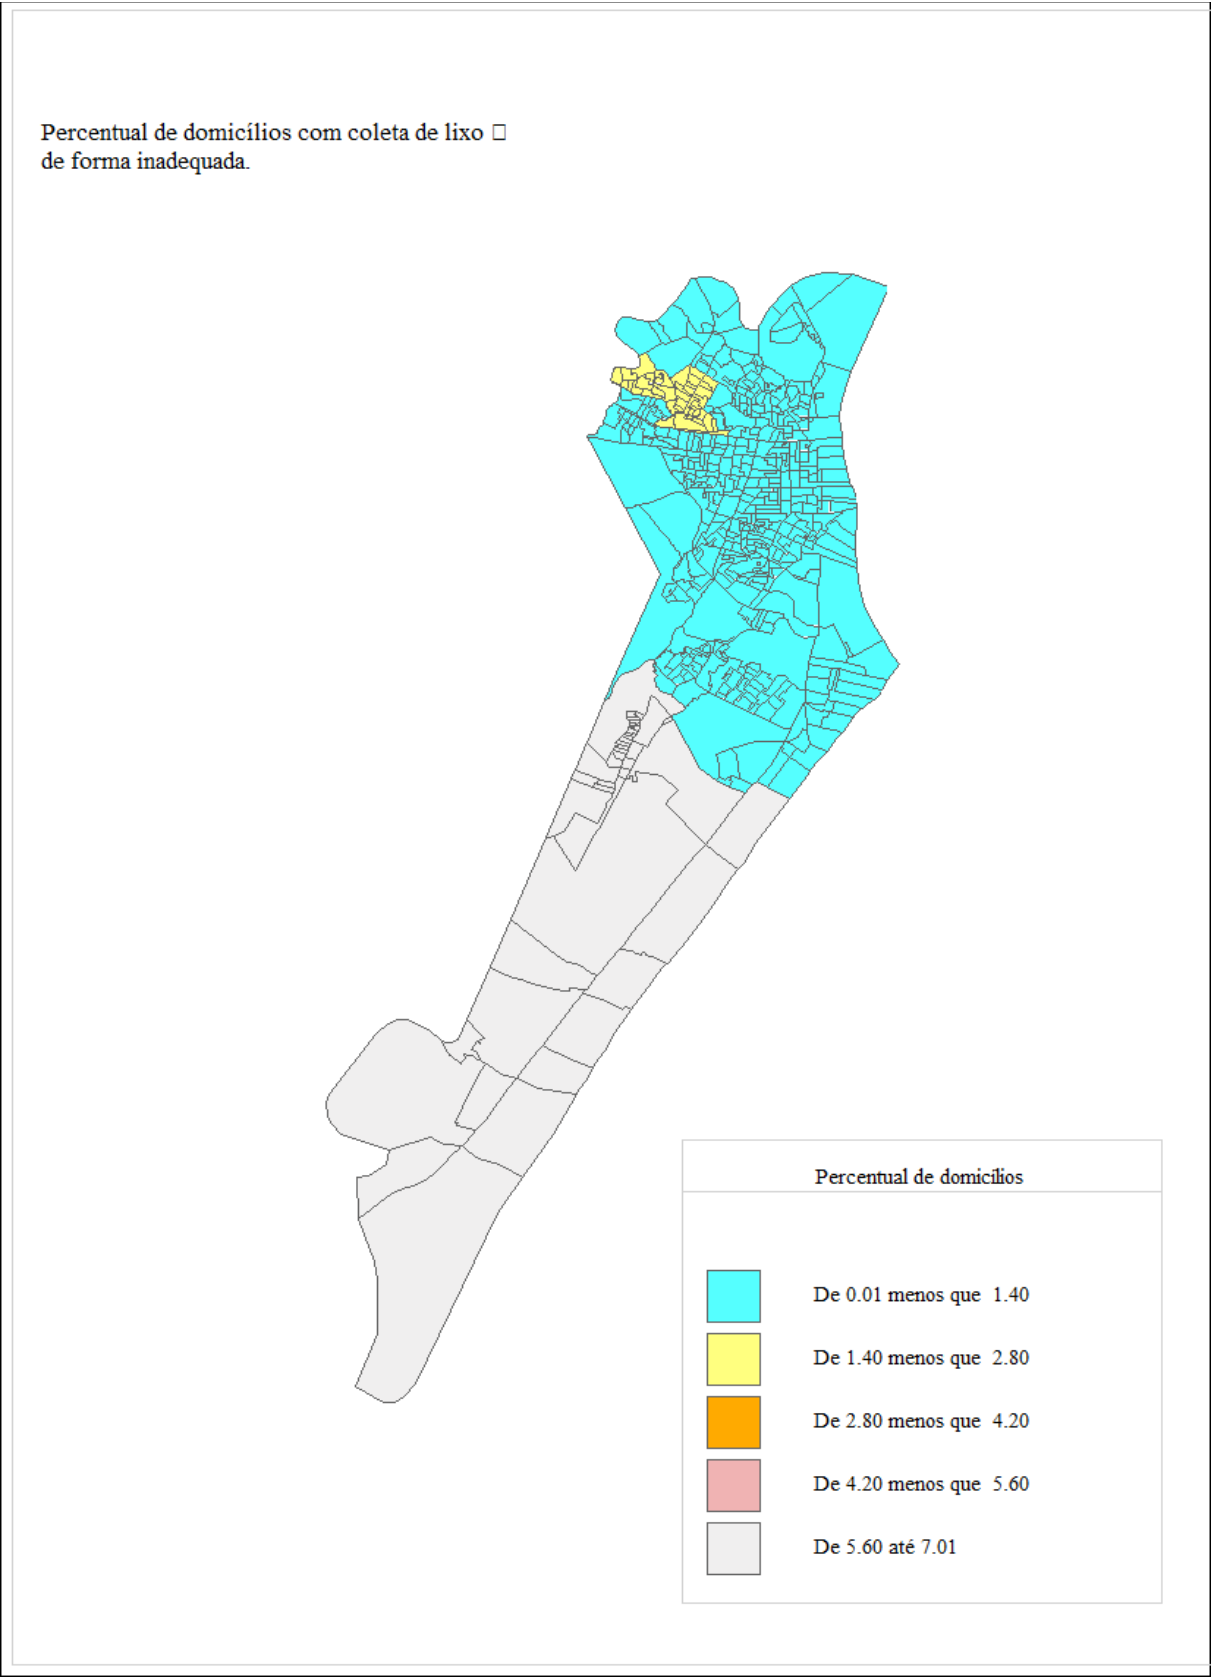 Percentual de domicílios com coleta de lixo □
de forma inadequada.
Percentual de domicílios
De 0.01 menos que 1.40
De 1.40 menos que 2.80
De 2.80 menos que 4.20
De 4.20 menos que 5.60
De 5.60 até 7.01